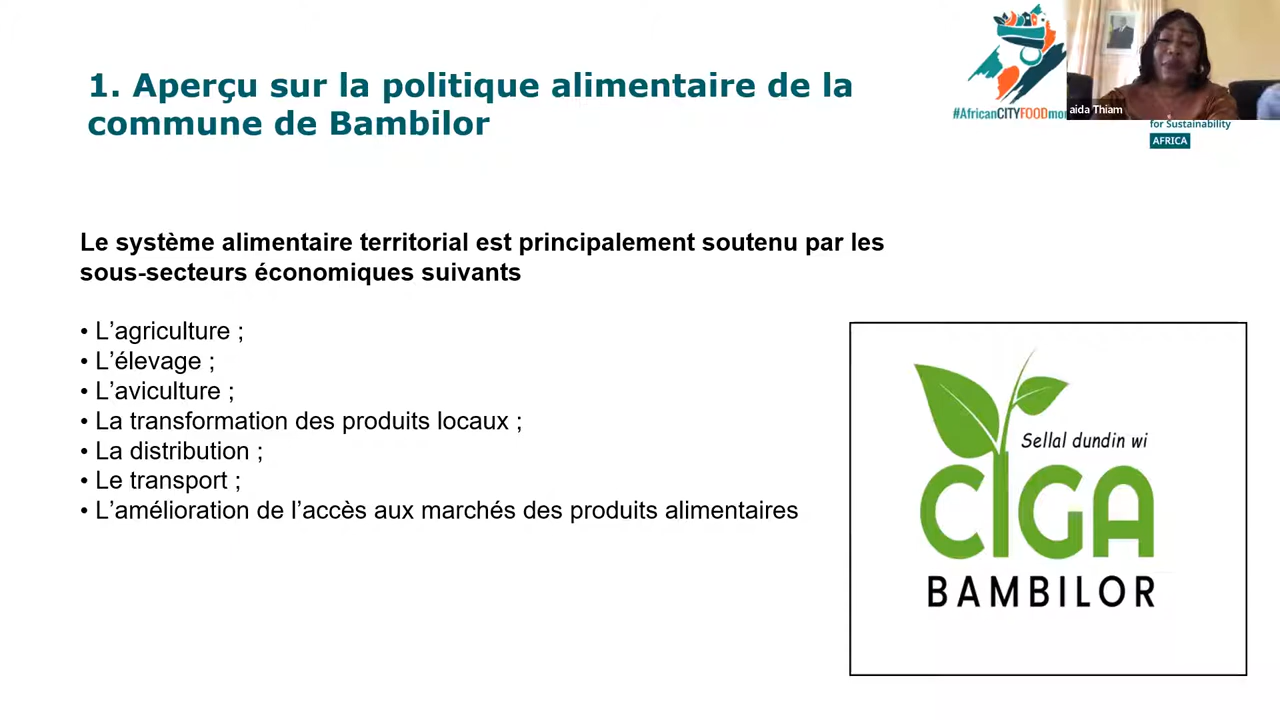 1. Aperçu sur la politique alimentaire de la
commune de Bambilor
#AfricanCITYFOODmon
aida Thiam
for Sustainability
AFRICA
Le système alimentaire territorial est principalement soutenu par les
sous-secteurs économiques suivants
• L’agriculture ;
• L’élevage ;
• L’aviculture ;
• La transformation des produits locaux ;
• La distribution ;
• Le transport ;
• L’amélioration de l’accès aux marchés des produits alimentaires
Sellal dundin wi
CIGA
BAMBILOR